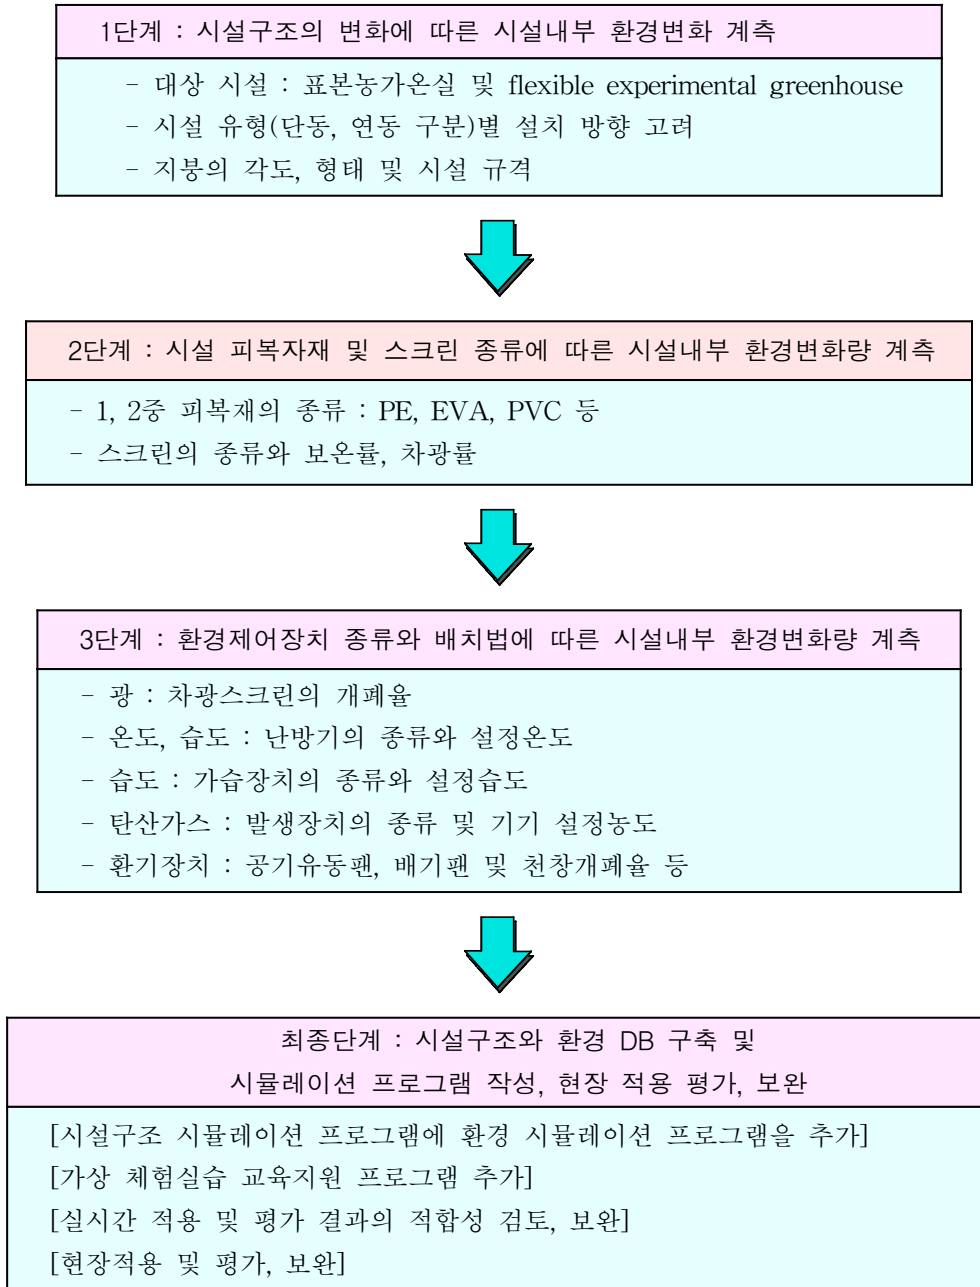 1단계 : 시설구조의 변화에 따른 시설내부 환경변화 계측
- 대상 시설 : 표본농가온실 및 flexible experimental greenhouse
- 시설 유형(단동, 연동 구분)별 설치 방향 고려
- 지붕의 각도, 형태 및 시설 규격
2단계 : 시설 피복자재 및 스크린 종류에 따른 시설내부 환경변화량 계측
- 1, 2중 피복재의 종류 : PE, EVA, PVC 등
- 스크린의 종류와 보온률, 차광률
3단계 : 환경제어장치 종류와 배치법에 따른 시설내부 환경변화량 계측
- 광 : 차광스크린의 개폐율
- 온도, 습도 : 난방기의 종류와 설정온도
- 습도 : 가습장치의 종류와 설정습도
- 탄산가스 : 발생장치의 종류 및 기기 설정농도
- 환기장치 : 공기유동팬, 배기팬 및 천창개폐율 등
최종단계 : 시설구조와 환경 DB 구축 및
시뮬레이션 프로그램 작성, 현장 적용 평가, 보완
[시설구조 시뮬레이션 프로그램에 환경 시뮬레이션 프로그램을 추가]
[가상 체험실습 교육지원 프로그램 추가]
[실시간 적용 및 평가 결과의 적합성 검토, 보완]
[현장적용 및 평가, 보완]